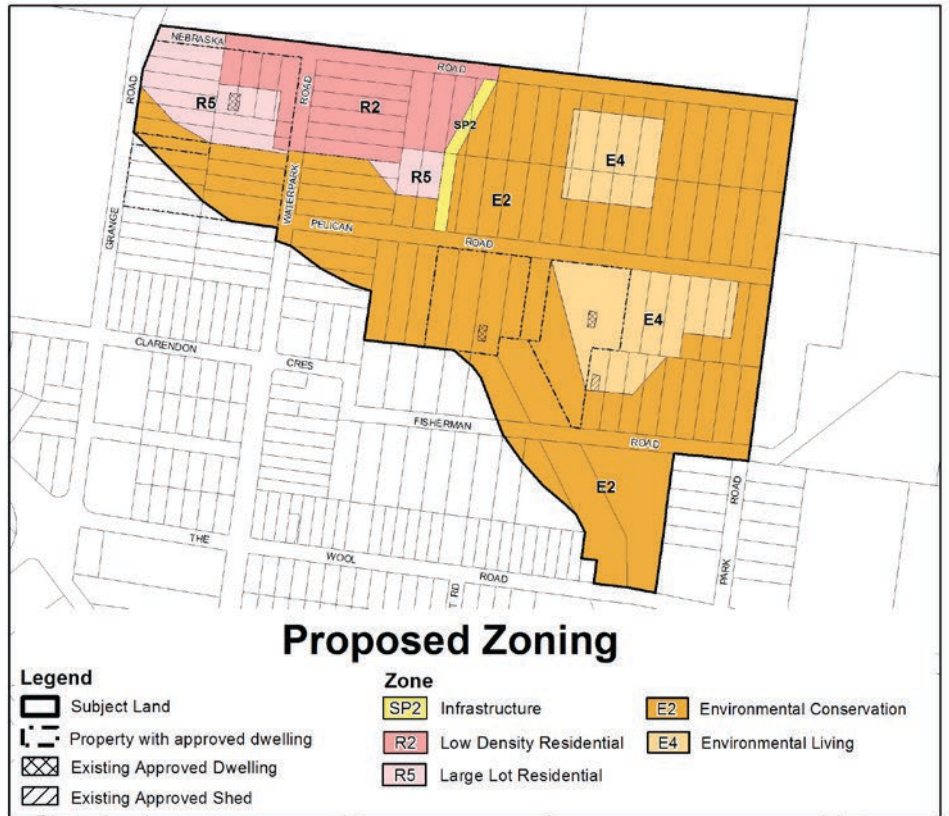 NEBRASKA
ROAD
ROAD
ROAD
R5
R2
SP2
R5
E2
E4
WATERPARK
GRANGE
PELICAN
ROAD
E4
CLARENDON
CRES
FISHERMAN
ROAD
E2
THE
WOOL
ROAD
T RD
PARK
ROAD
Proposed Zoning
Legend
Subject Land
Property with approved dwelling
Existing Approved Dwelling
Existing Approved Shed
Zone
SP2 Infrastructure
R2 Low Density Residential
R5 Large Lot Residential
E2 Environmental Conservation
E4 Environmental Living